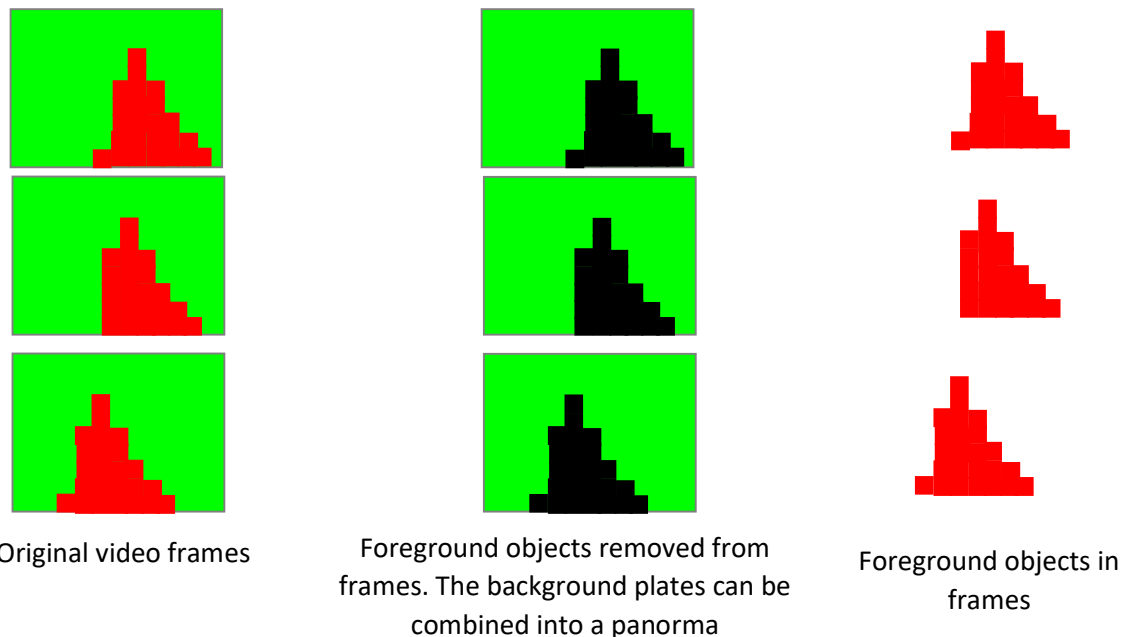 Original video frames
Foreground objects removed from
frames. The background plates can be
combined into a panorma
Foreground objects in
frames